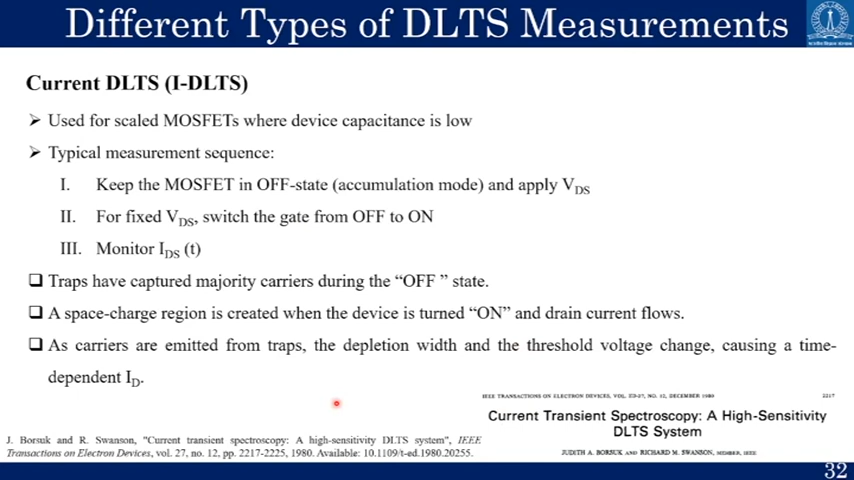 Different Types of DLTS Measurements
Current DLTS (I-DLTS)
➢ Used for scaled MOSFETs where device capacitance is low
➢ Typical measurement sequence:
I. Keep the MOSFET in OFF-state (accumulation mode) and apply VDS
II. For fixed VDS, switch the gate from OFF to ON
III. Monitor IDS (t)
❑ Traps have captured majority carriers during the “OFF ” state.
❑ A space-charge region is created when the device is turned “ON” and drain current flows.
❑ As carriers are emitted from traps, the depletion width and the threshold voltage change, causing a time-
dependent ID.
IEEE TRANSACTIONS ON ELECTRON DEVICES, VOL. ED-27, NO. 12, DECEMBER 1980 2217
Current Transient Spectroscopy: A High-Sensitivity
DLTS System
JUDITH A. BORSUK AND RICHARD M. SWANSON, MEMBER, IEEE
J. Borsuk and R. Swanson, "Current transient spectroscopy: A high-sensitivity DLTS system", IEEE
Transactions on Electron Devices, vol. 27, no. 12, pp. 2217-2225, 1980. Available: 10.1109/t-ed.1980.20255.
32